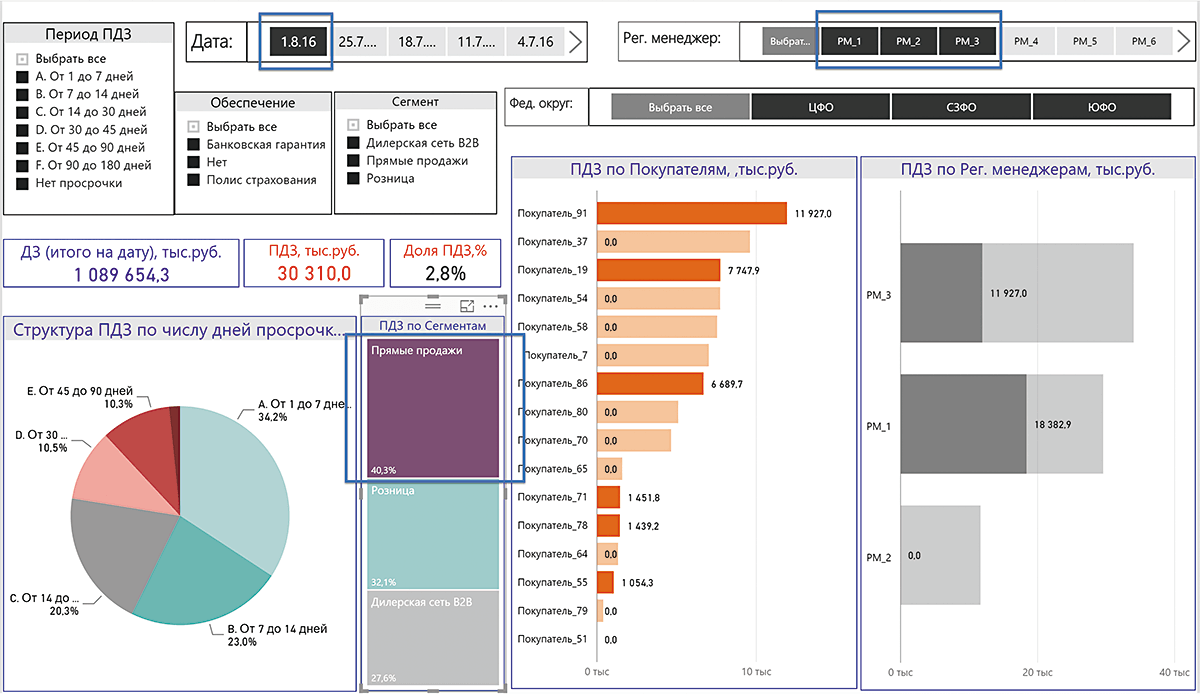 Период ПДЗ
Выбрать все
A. От 1 до 7 дней
B. От 7 до 14 дней
C. От 14 до 30 дней
D. От 30 до 45 дней
E. От 45 до 90 дней
F. От 90 до 180 дней
Нет просрочки
Дата:
1.8.16
25.7....
18.7....
11.7....
4.7.16
Рег. менеджер:
Выбрат...
РМ_1
РМ_2
РМ_3
РМ_4
РМ_5
РМ_6
Обеспечение
Выбрать все
Банковская гарантия
Нет
Полис страхования
Сегмент
Выбрать все
Дилерская сеть B2B
Прямые продажи
Розница
Фед. округ:
Выбрать все
ЦФО
СЗФО
ЮФО
ДЗ (итого на дату), тыс.руб.
1 089 654,3
ПДЗ, тыс.руб.
30 310,0
Доля ПДЗ,%
2,8%
Структура ПДЗ по числу дней просрочк...
E. От 45 до 90 дней
10,3%
A. От 1 до 7 дне...
34,2%
D. От 30 ...
10,5%
C. От 14 до ...
20,3%
B. От 7 до 14 дней
23,0%
ПДЗ по Сегментам
Прямые продажи
40,3%
Розница
32,1%
Дилерская сеть B2B
27,6%
ПДЗ по Покупателям, ,тыс.руб.
Покупатель_91 11 927,0
Покупатель_37 0,0
Покупатель_19 7 747,9
Покупатель_54 0,0
Покупатель_58 0,0
Покупатель_7 0,0
Покупатель_86 6 689,7
Покупатель_80 0,0
Покупатель_70 0,0
Покупатель_65 0,0
Покупатель_71 1 451,8
Покупатель_78 1 439,2
Покупатель_64 0,0
Покупатель_55 1 054,3
Покупатель_79 0,0
Покупатель_51 0,0
0 тыс 10 тыс
ПДЗ по Рег. менеджерам, тыс.руб.
РМ_3 11 927,0
РМ_1 18 382,9
РМ_2 0,0
0 тыс 20 тыс 40 тыс